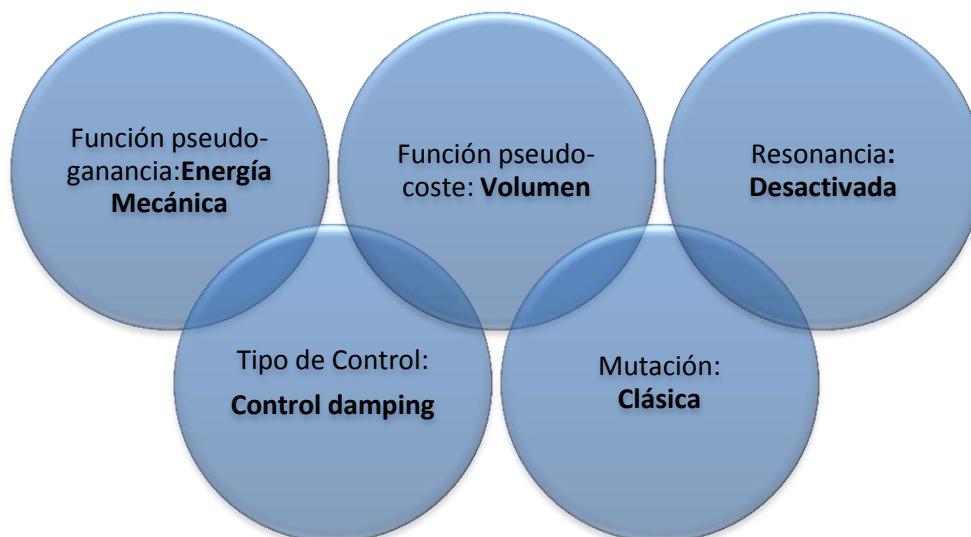 Función pseudo-
ganancia:Energía
Mecánica
Función pseudo-
coste: Volumen
Resonancia:
Desactivada
Tipo de Control:
Control damping
Mutación:
Clásica